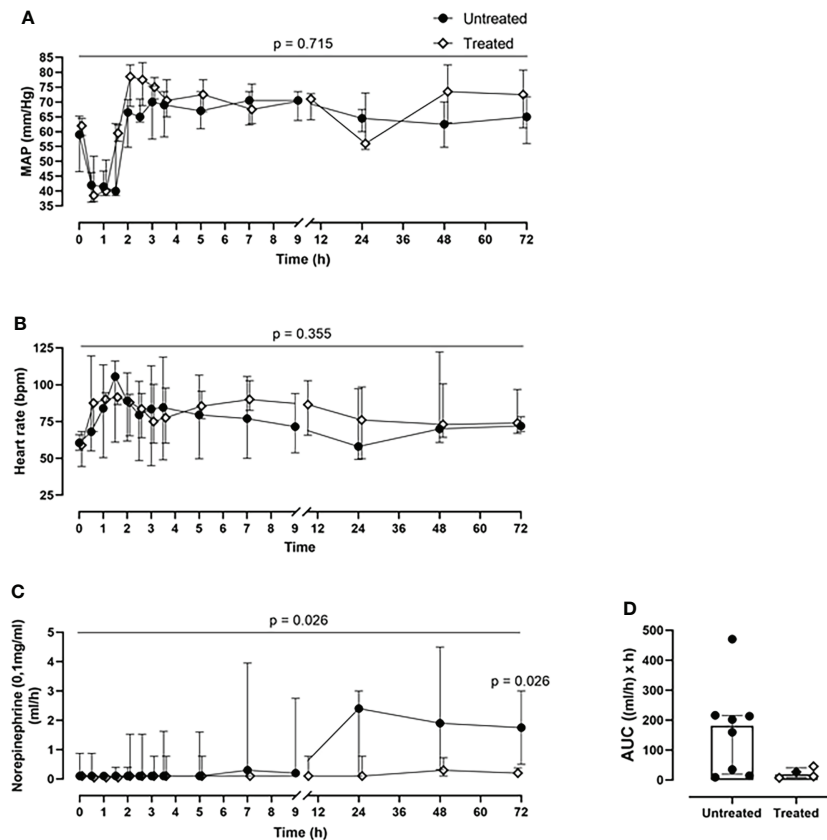 A
Untreated
Treated
p = 0.715
MAP (mm/Hg)
85
80
75
70
65
60
55
50
45
40
35
0 1 2 3 4 5 6 7 8 9 12 24 36 48 60 72
Time (h)
B
p = 0.355
Heart rate (bpm)
125
100
75
50
25
0 1 2 3 4 5 6 7 8 9 12 24 36 48 60 72
Time
C
p = 0.026
Norepinephrine (0,1mg/ml)
(ml/h)
5
4
3
2
1
0
p = 0.026
0 1 2 3 4 5 6 7 8 9 12 24 36 48 60 72
Time (h)
D
AUC ((ml/h) x h)
500
400
300
200
100
0
Untreated Treated